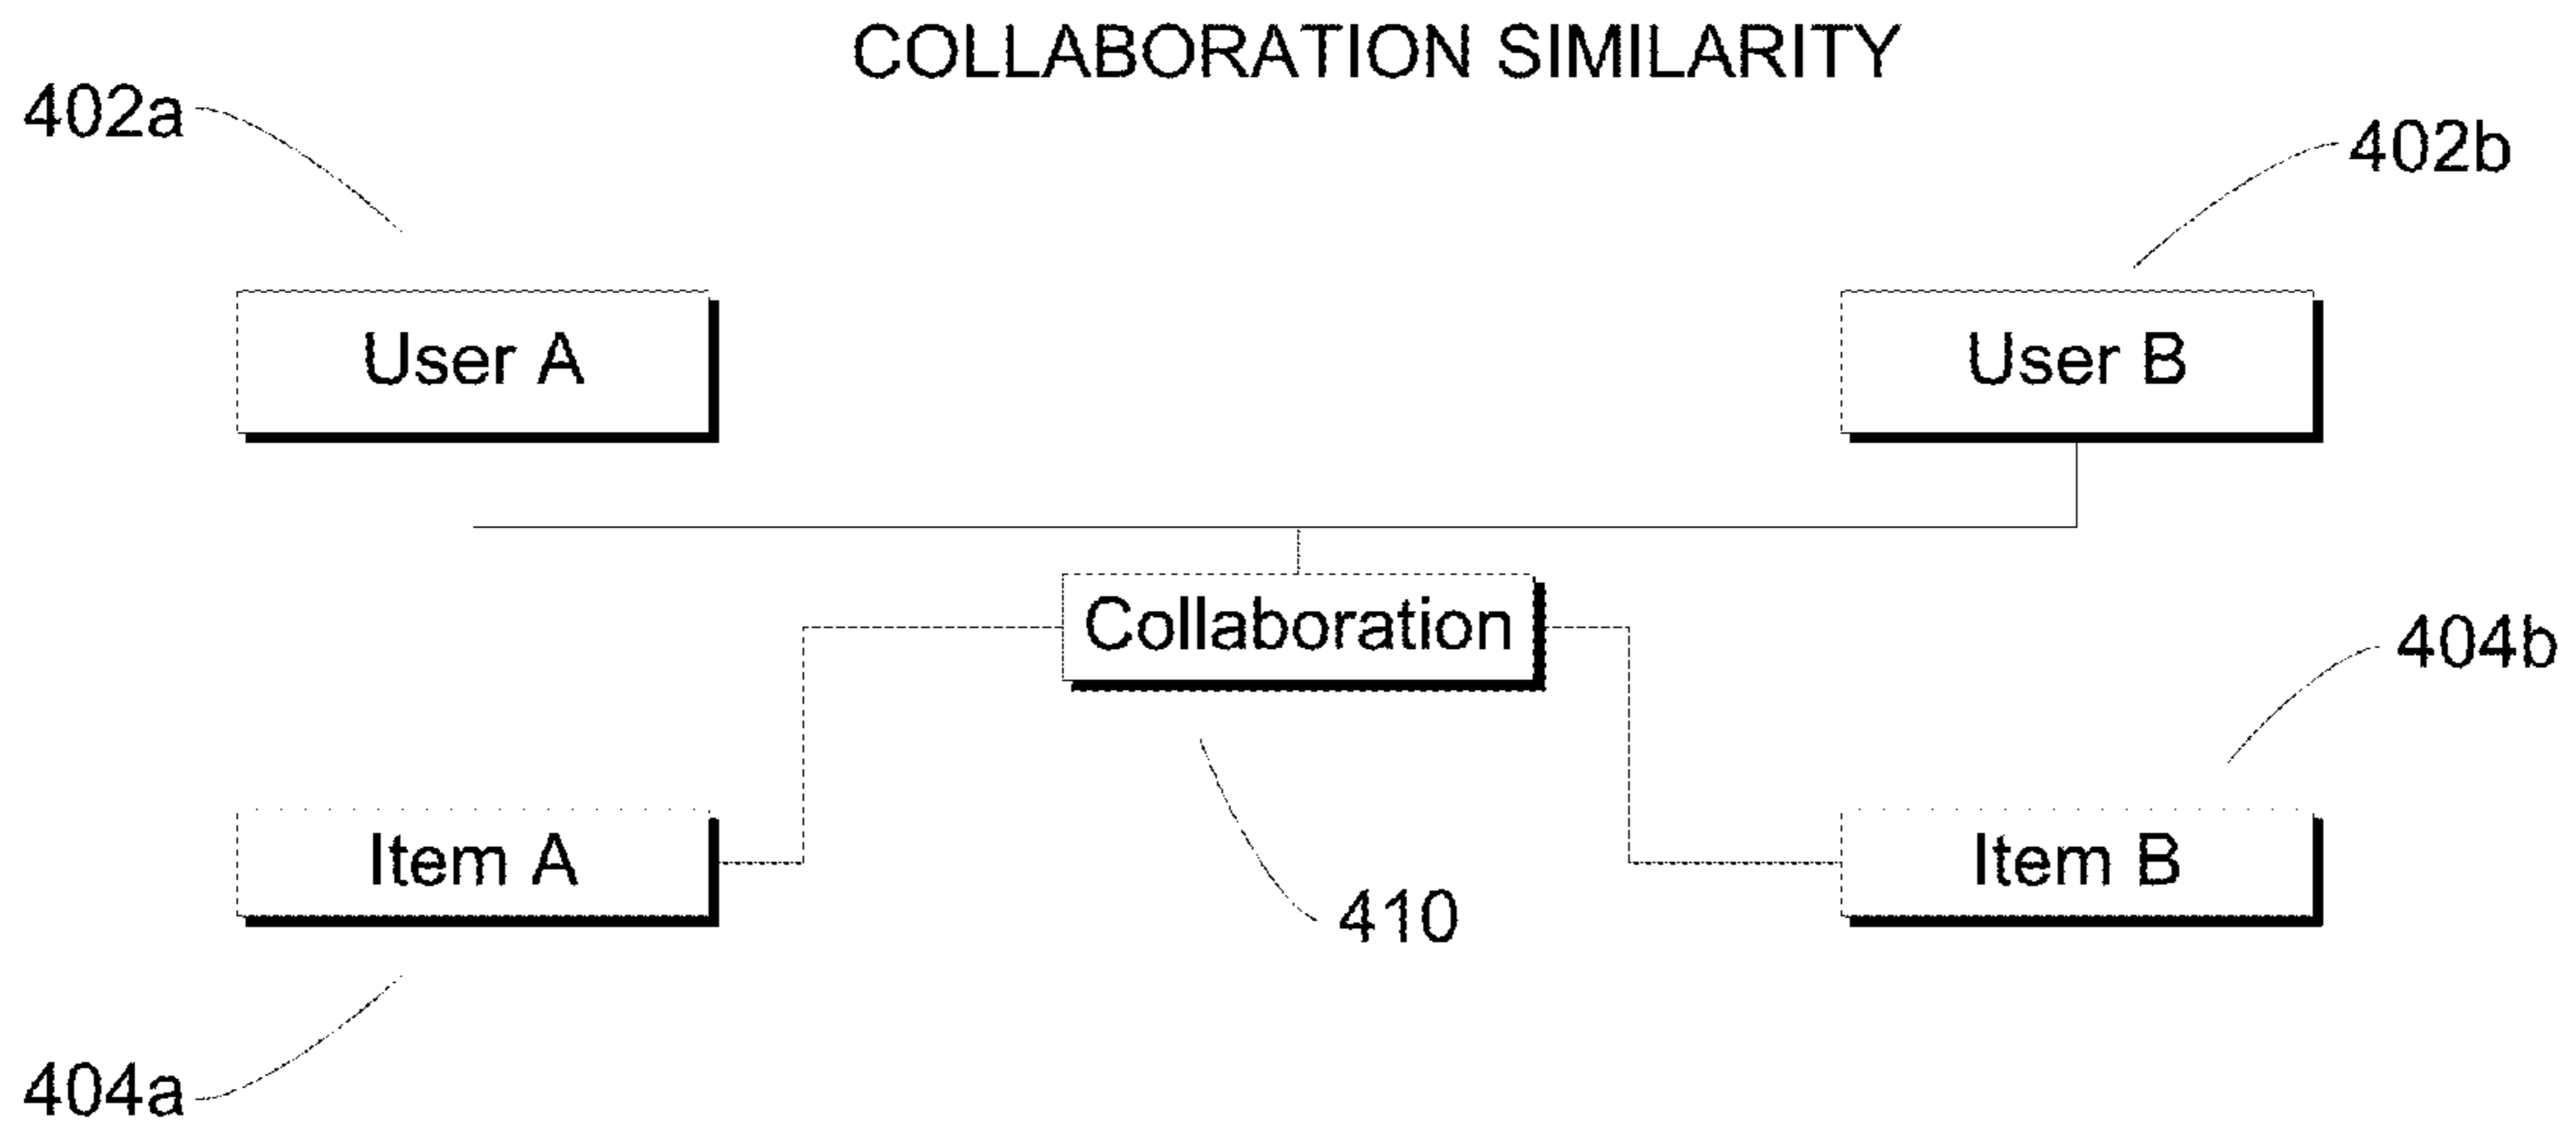 COLLABORATION SIMILARITY
402a
402b
User A
User B
Collaboration
404b
Item A
Item B
410
404a